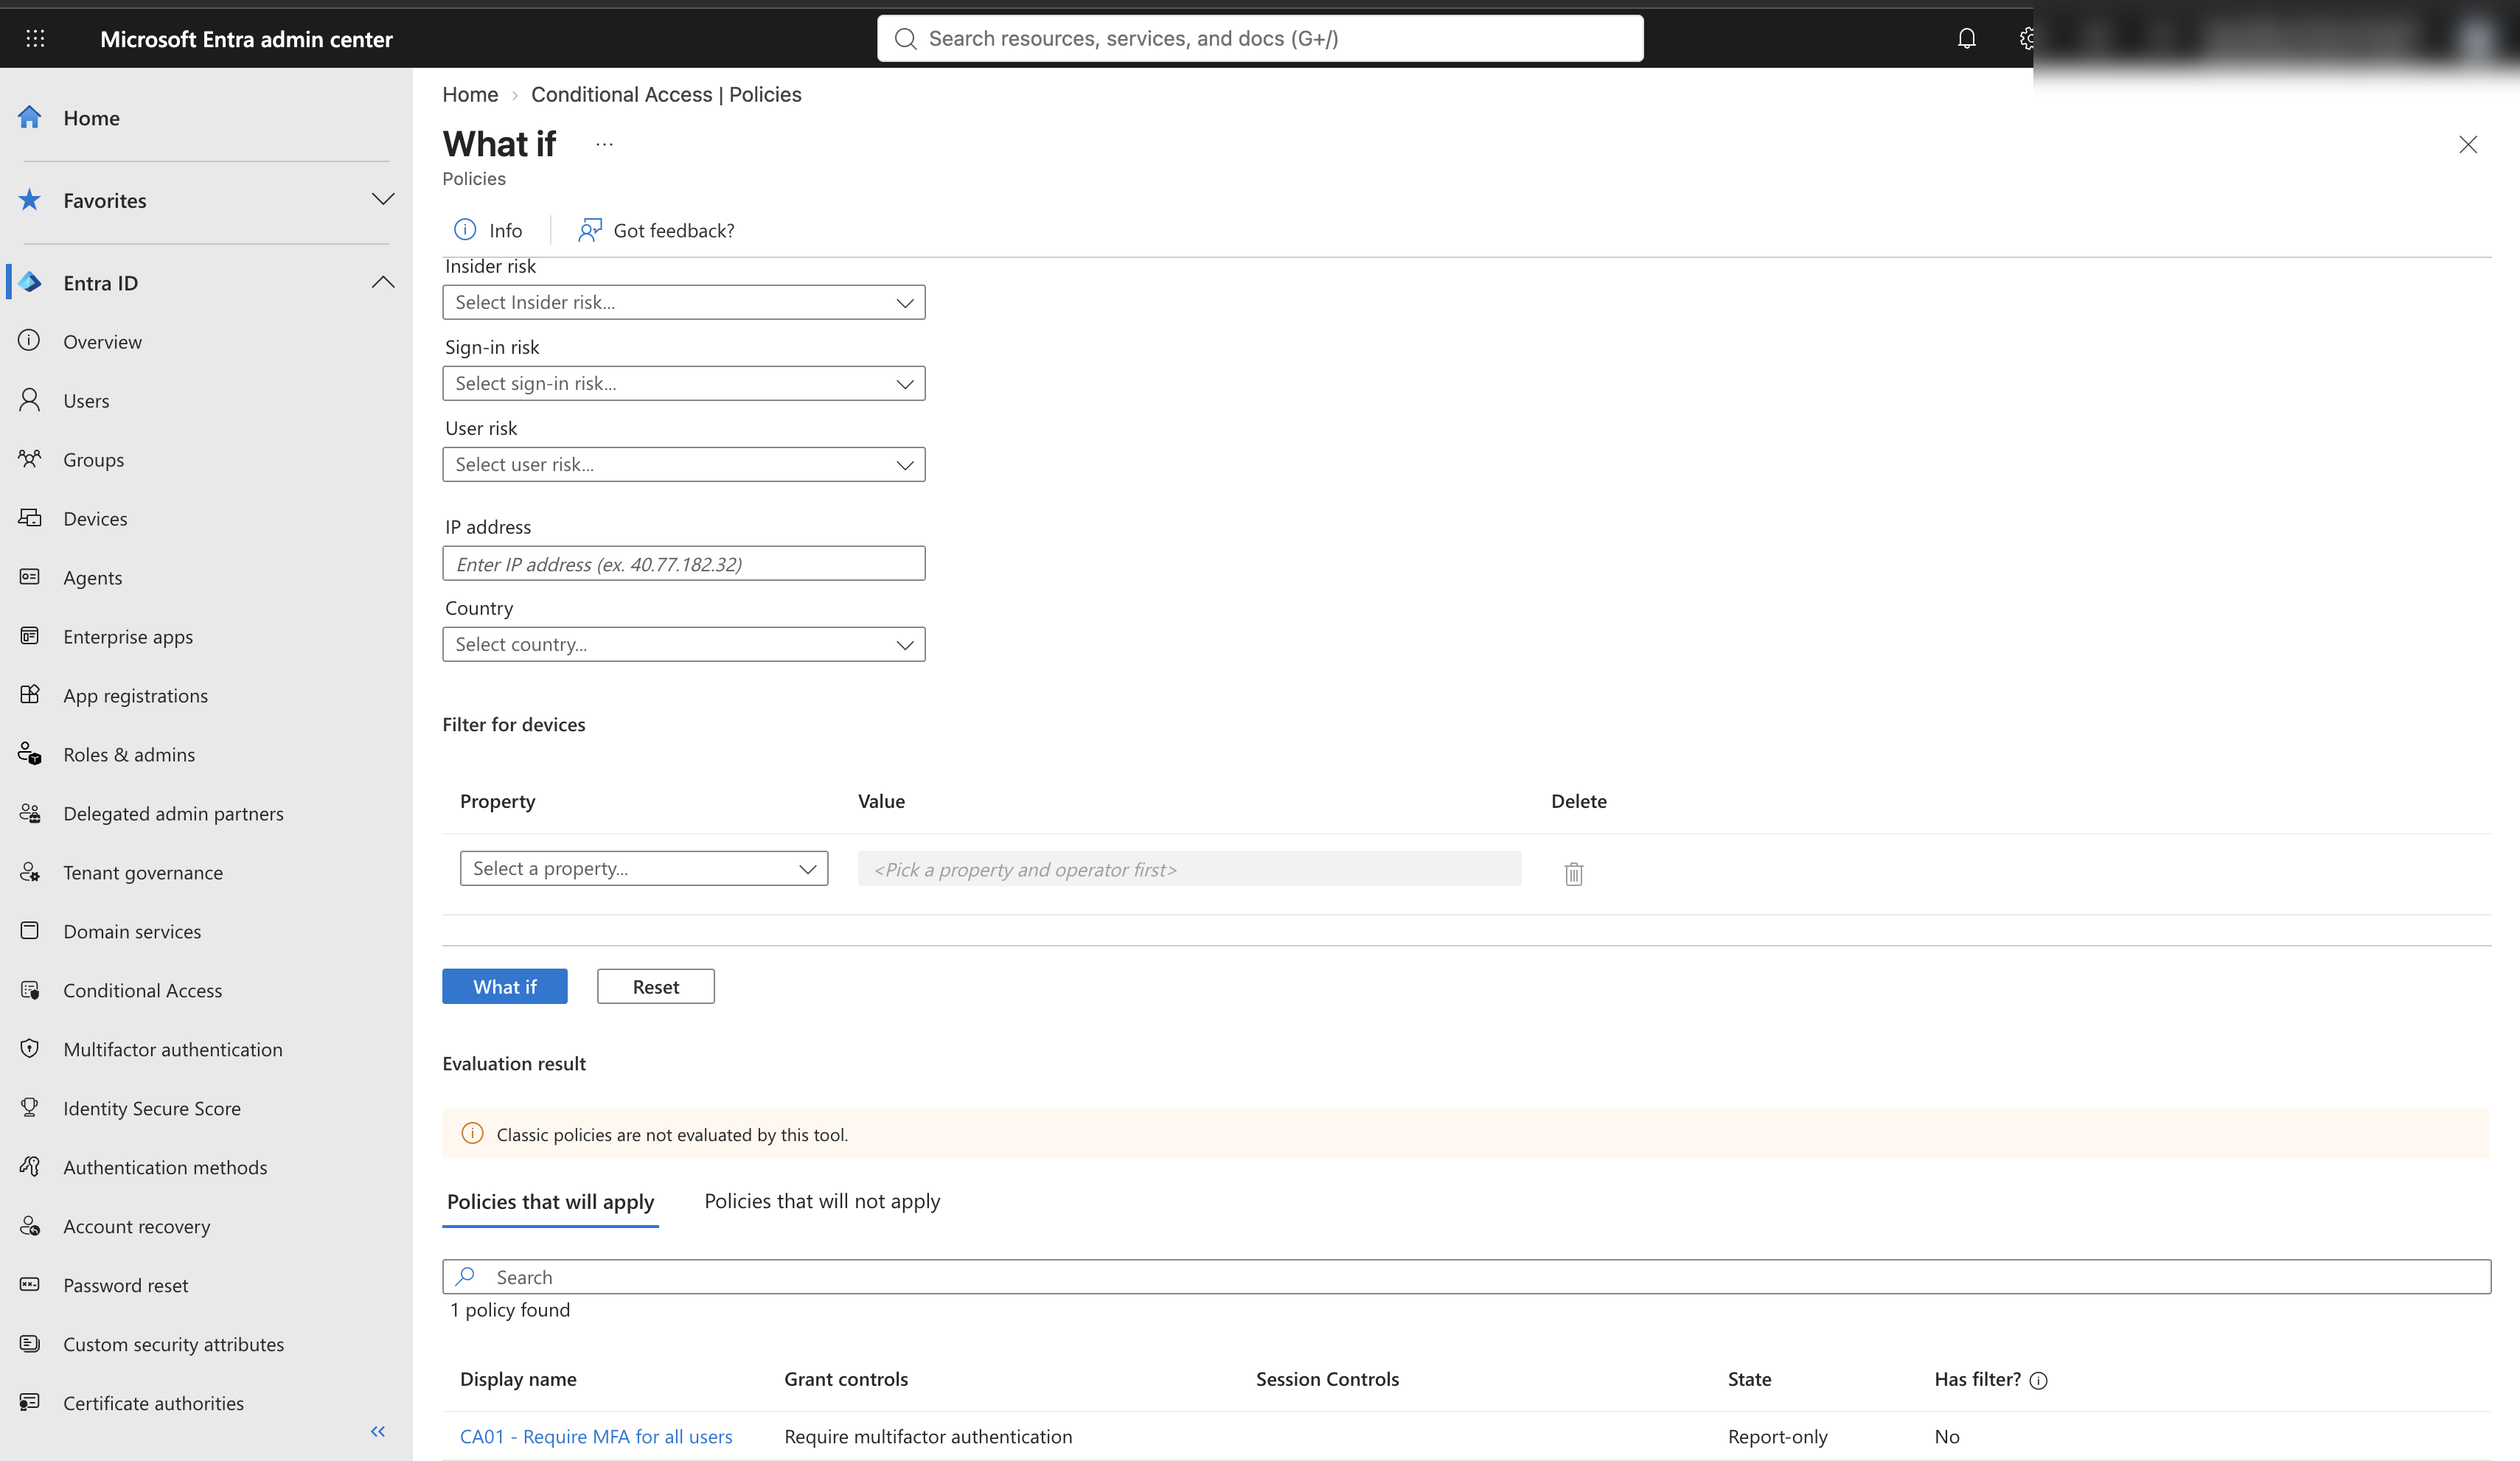 Microsoft Entra admin center
Search resources, services, and docs (G+/)
Home
Favorites
Entra ID
Overview
Users
Groups
Devices
Agents
Enterprise apps
App registrations
Roles & admins
Delegated admin partners
Tenant governance
Domain services
Conditional Access
Multifactor authentication
Identity Secure Score
Authentication methods
Account recovery
Password reset
Custom security attributes
Certificate authorities
Home > Conditional Access | Policies
What if ...
Policies
Info
Got feedback?
Insider risk
Select Insider risk...
Sign-in risk
Select sign-in risk...
User risk
Select user risk...
IP address
Enter IP address (ex. 40.77.182.32)
Country
Select country...
Filter for devices
Property Value Delete
Select a property... <Pick a property and operator first>
What if Reset
Evaluation result
Classic policies are not evaluated by this tool.
Policies that will apply Policies that will not apply
Search
1 policy found
Display name Grant controls Session Controls State Has filter?
CA01 - Require MFA for all users Require multifactor authentication Report-only No